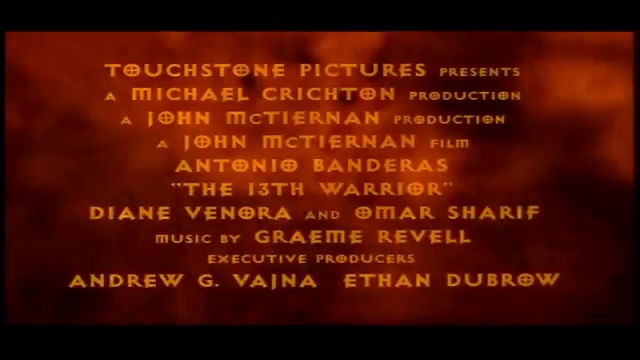 TOUCHSTONE PICTURES PRESENTS
A MICHAEL CRICHTON PRODUCTION
A JOHN McTIERNAN PRODUCTION
A JOHN McTIERNAN FILM
ANTONIO BANDERAS
"THE 13TH WARRIOR"
DIANE VENORA AND OMAR SHARIF
MUSIC BY GRAEME REVELL
EXECUTIVE PRODUCERS
ANDREW G. VAJNA ETHAN DUBROW